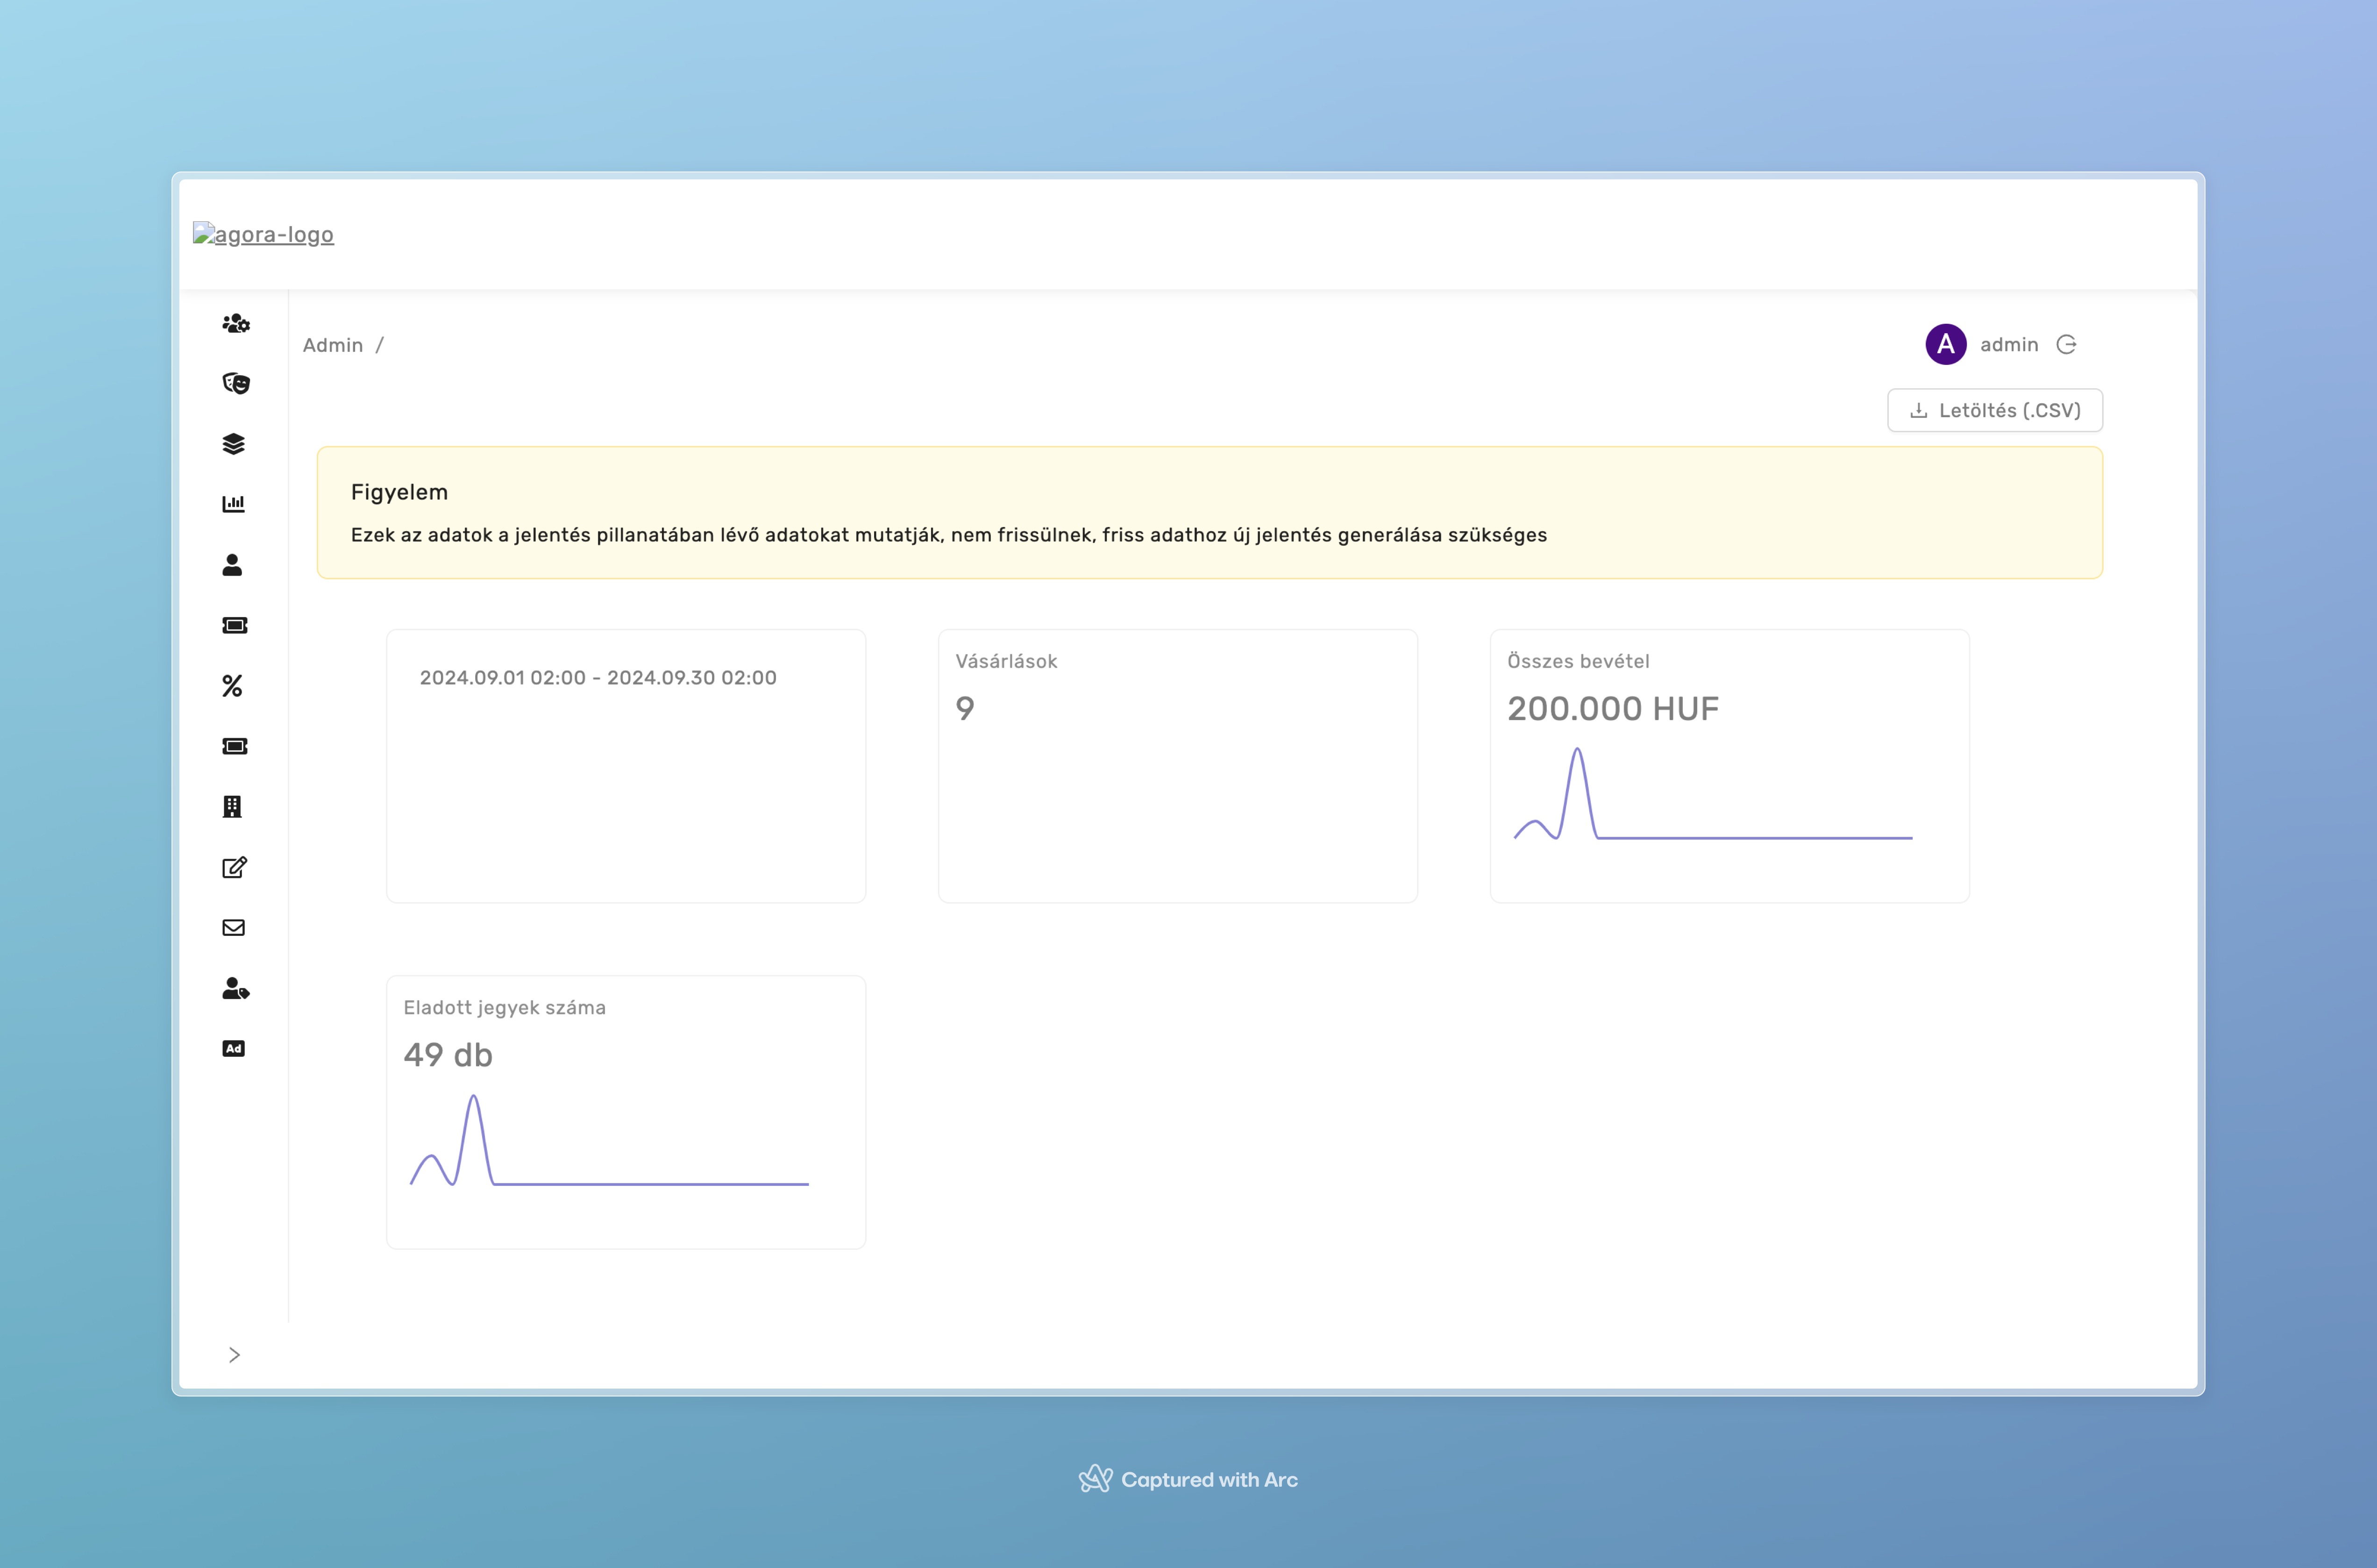 agora-logo
Admin /
A admin
Letöltés (.CSV)
Figyelem
Ezek az adatok a jelentés pillanatában lévő adatokat mutatják, nem frissülnek, friss adathoz új jelentés generálása szükséges
2024.09.01 02:00 - 2024.09.30 02:00
Vásárlások
9
Összes bevétel
200.000 HUF
Eladott jegyek száma
49 db
Ad
Captured with Arc